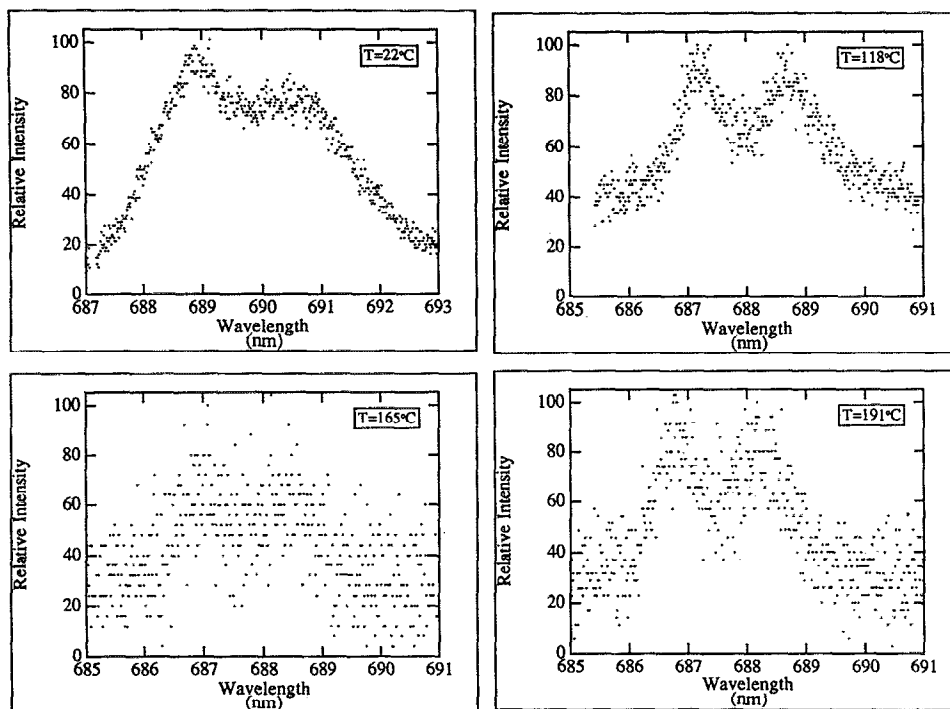 T=22°C
Relative Intensity
100
80
60
40
20
0
687 688 689 690 691 692 693
Wavelength
(nm)
T=118°C
Relative Intensity
100
80
60
40
20
0
685 686 687 688 689 690 691
Wavelength
(nm)
T=165°C
Relative Intensity
100
80
60
40
20
0
685 686 687 688 689 690 691
Wavelength
(nm)
T=191°C
Relative Intensity
100
80
60
40
20
0
685 686 687 688 689 690 691
Wavelength
(nm)